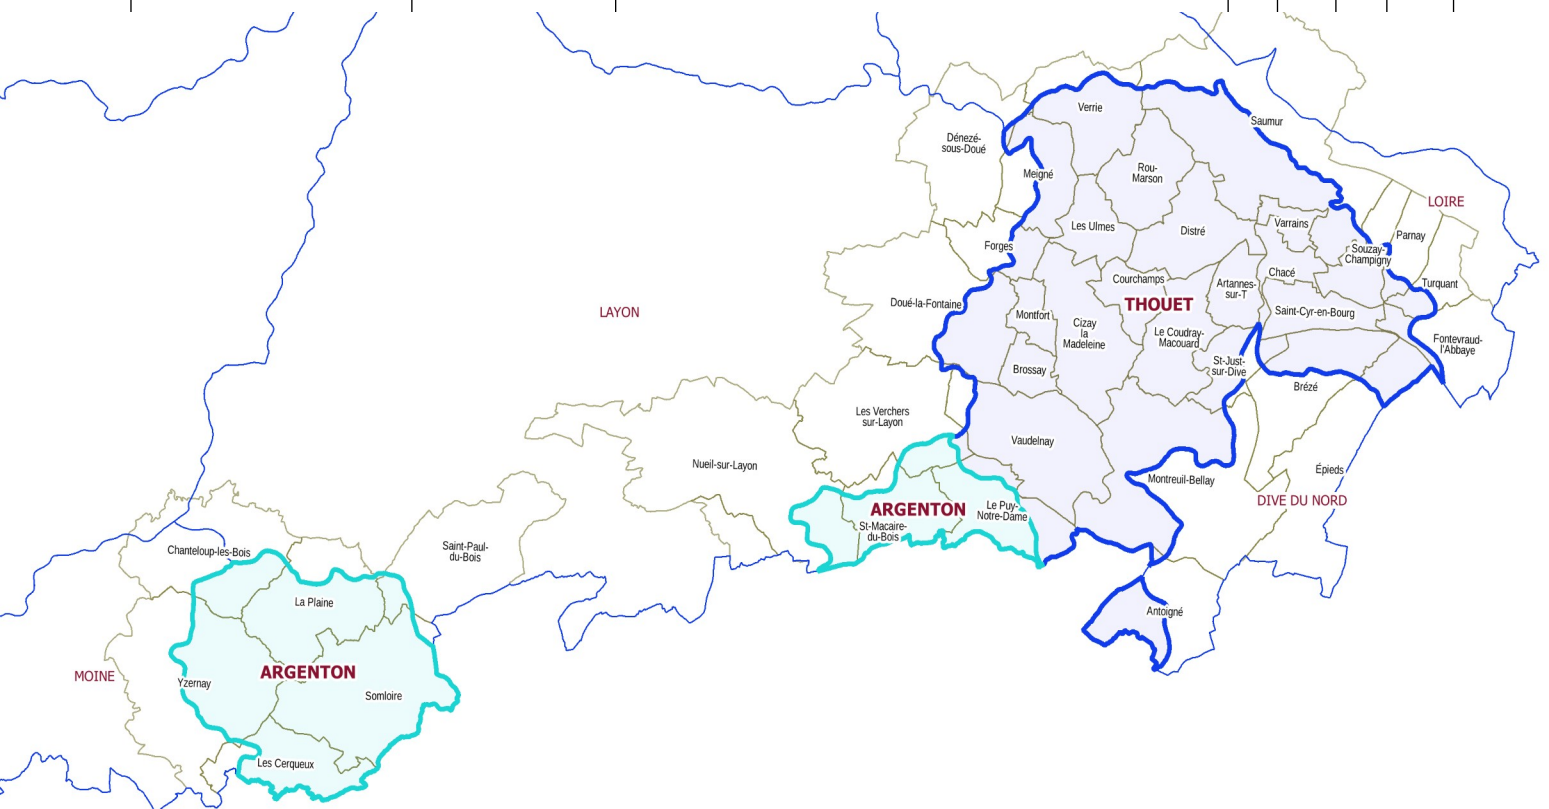 Verrie
Saumur
Dénezé-
sous-Doué
Meigné
Rou-
Marson
LOIRE
Les Ulmes
Distré
Varrains
Parnay
Forges
Souzay-
Champigny
Chacé
Courchamps
Turquant
Artannes-
sur-T
Doué-la-Fontaine
THOUET
LAYON
Montfort
Saint-Cyr-en-Bourg
Cizay
la
Madeleine
Le Coudray-
Macouard
Fontevraud-
l'Abbaye
St-Just-
sur-Dive
Brossay
Brézé
Les Verchers
sur-Layon
Vaudelnay
Nueil-sur-Layon
Épieds
Montreuil-Bellay
DIVE DU NORD
ARGENTON
Le Puy-
Notre-Dame
St-Macaire-
du-Bois
Chanteloup-les-Bois
Saint-Paul-
du-Bois
La Plaine
Antoigné
ARGENTON
MOINE
Yzernay
Somloire
Les Cerqueux